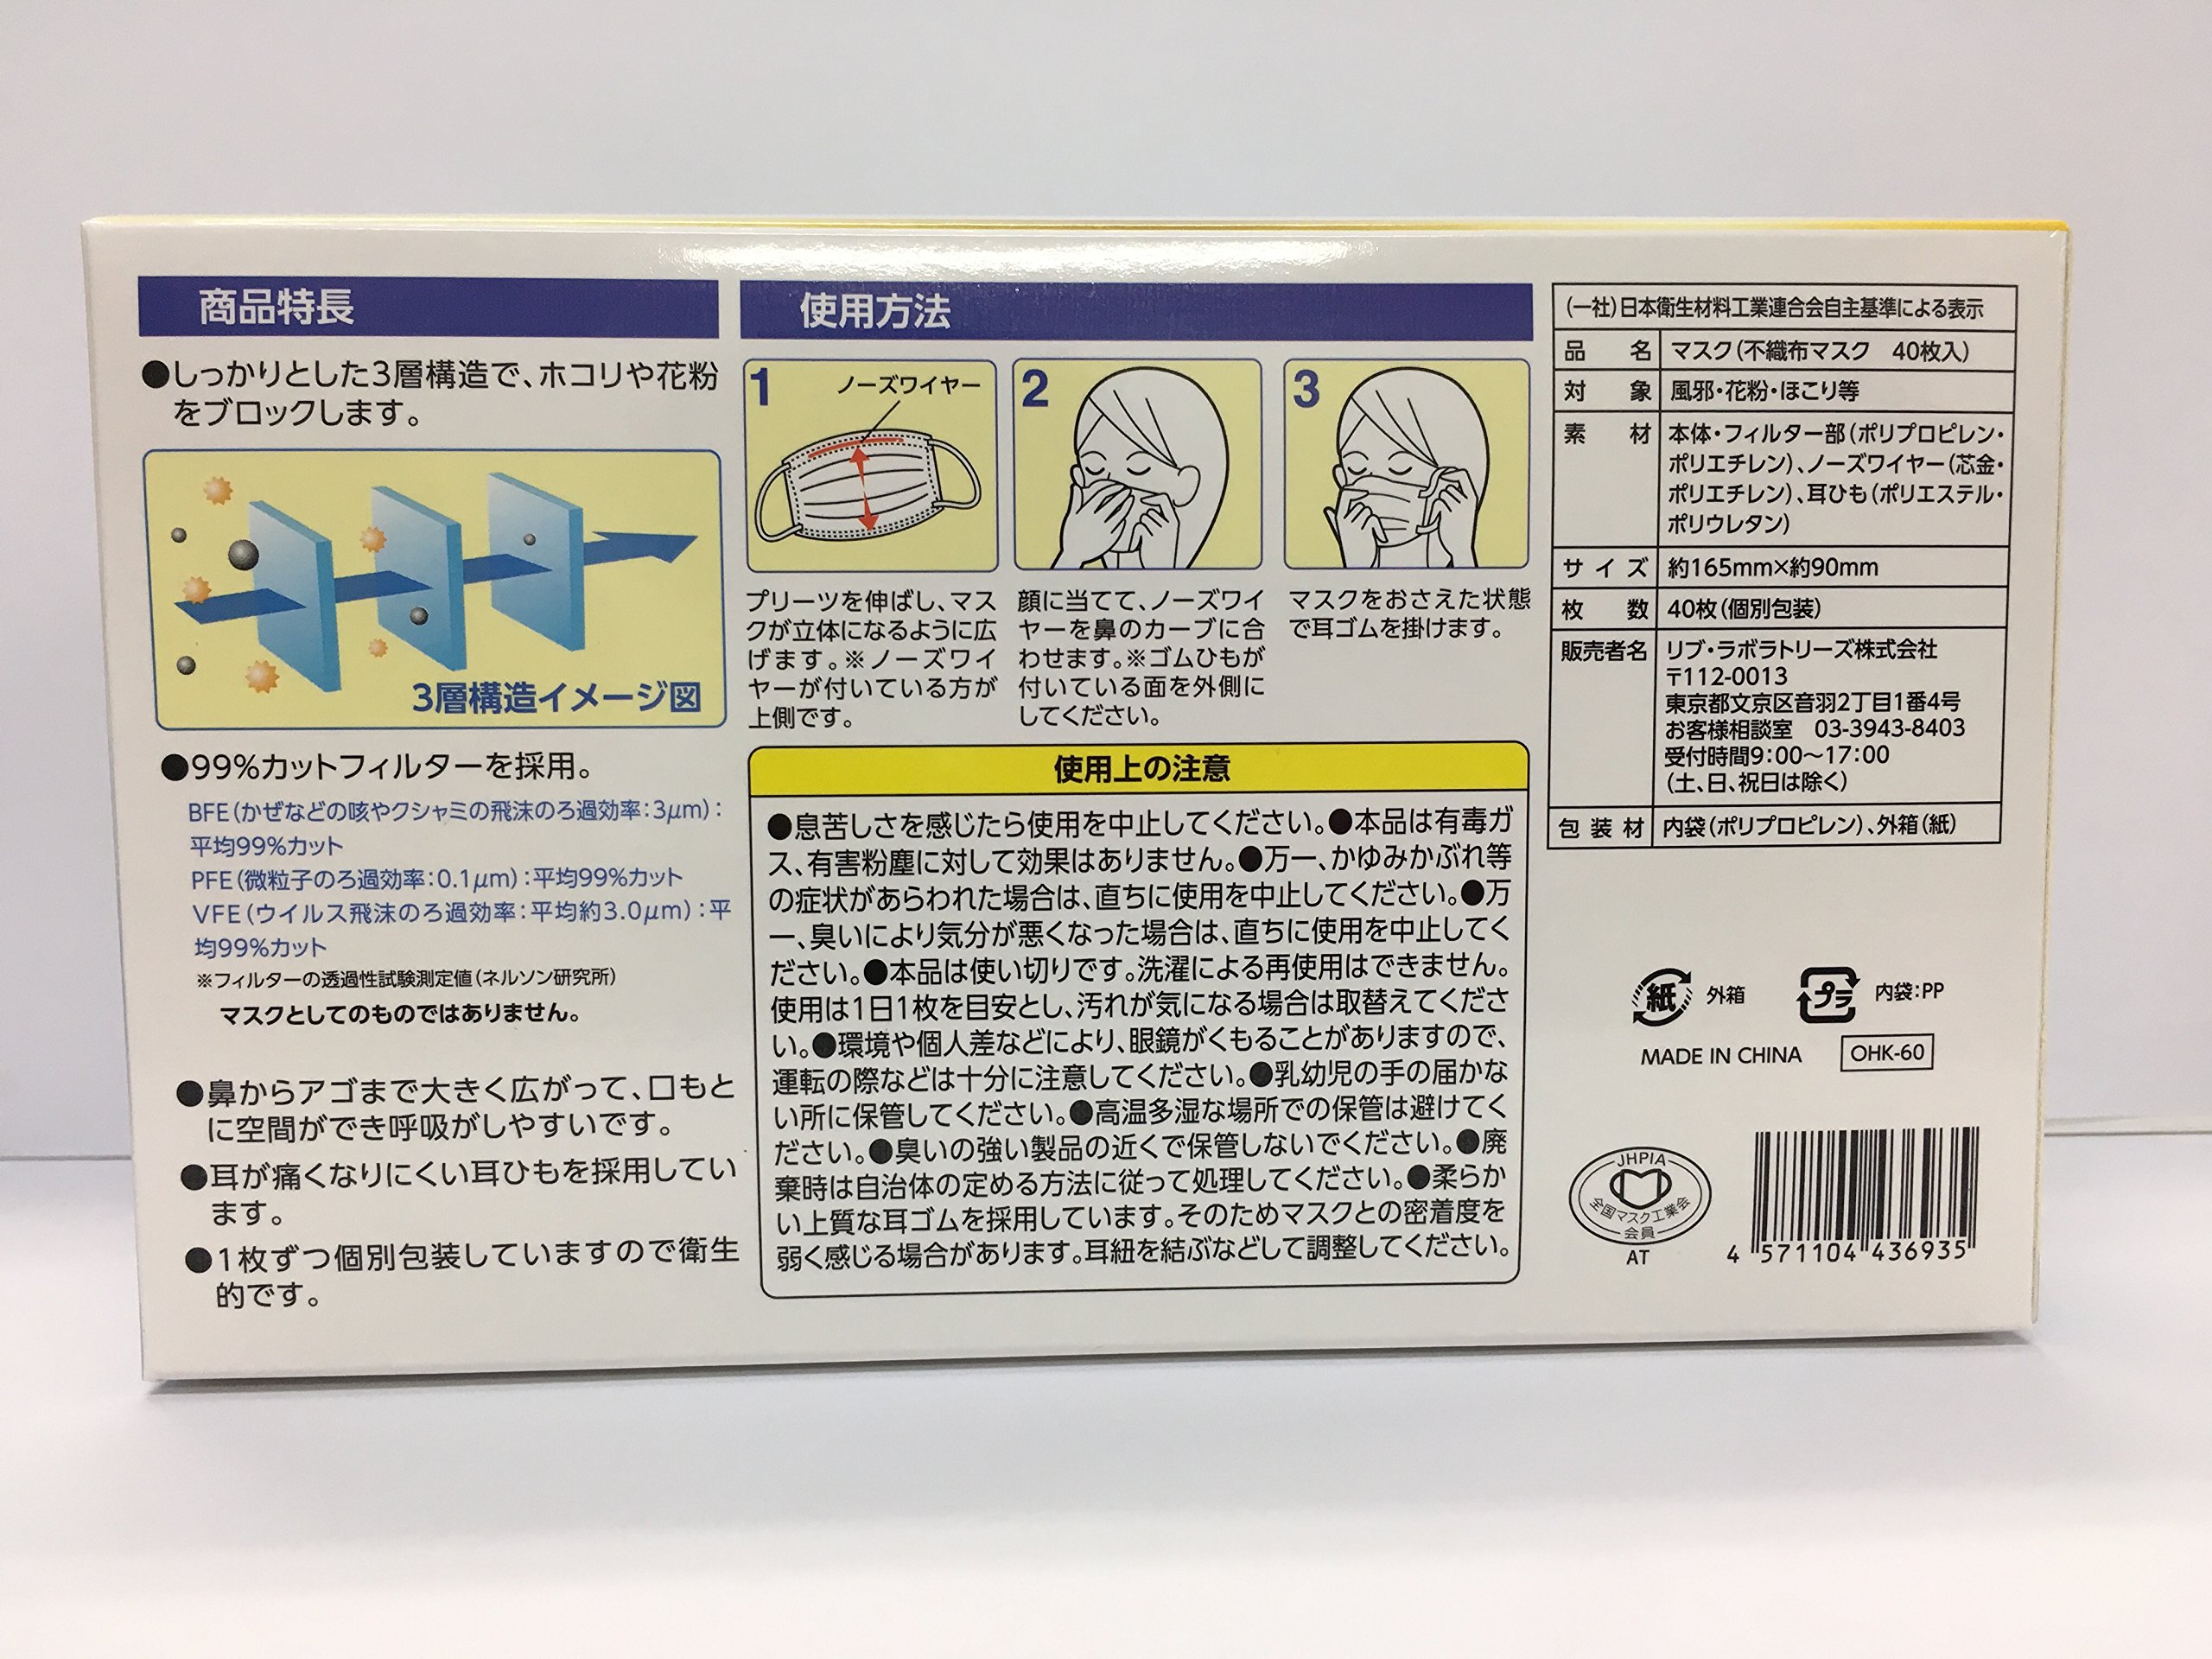 商品特長
●しっかりとした3層構造で、ホコリや花粉
をブロックします。
3層構造イメージ図
●99%カットフィルターを採用。
BFE(かぜなどの咳やクシャミの飛沫のろ過効率:3μm):
平均99%カット
PFE(微粒子のろ過効率:0.1μm):平均99%カット
VFE(ウイルス飛沫のろ過効率:平均約3.0μm):平
均99%カット
※フィルターの透過性試験測定値(ネルソン研究所)
マスクとしてのものではありません。
●鼻からアゴまで大きく広がって、口もと
に空間ができ呼吸がしやすいです。
●耳が痛くなりにくい耳ひもを採用してい
ます。
●1枚ずつ個別包装していますので衛生
的です。
使用方法
1
ノーズワイヤー
プリーツを伸ばし、マス
クが立体になるように広
げます。※ノーズワイ
ヤーが付いている方が
上側です。
2
顔に当てて、ノーズワイ
ヤーを鼻のカーブに合
わせます。※ゴムひもが
付いている面を外側に
してください。
3
マスクをおさえた状態
で耳ゴムを掛けます。
使用上の注意
●息苦しさを感じたら使用を中止してください。●本品は有毒ガ
ス、有害粉塵に対して効果はありません。●万一、かゆみかぶれ等
の症状があらわれた場合は、直ちに使用を中止してください。●万
一、臭いにより気分が悪くなった場合は、直ちに使用を中止してく
ださい。●本品は使い切りです。洗濯による再使用はできません。
使用は1日1枚を目安とし、汚れが気になる場合は取替えてくださ
い。●環境や個人差などにより、眼鏡がくもることがありますので、
運転の際などは十分に注意してください。●乳幼児の手の届かな
い所に保管してください。●高温多湿な場所での保管は避けてく
ださい。●臭いの強い製品の近くで保管しないでください。●廃
棄時は自治体の定める方法に従って処理してください。●柔らか
い上質な耳ゴムを採用しています。そのためマスクとの密着度を
弱く感じる場合があります。耳紐を結ぶなどして調整してください。
(一社)日本衛生材料工業連合会自主基準による表示
品名 マスク(不織布マスク 40枚入)
対象 風邪・花粉・ほこり等
素材 本体・フィルター部(ポリプロピレン・
ポリエチレン)、ノーズワイヤー(芯金・
ポリエチレン)、耳ひも(ポリエステル・
ポリウレタン)
サイズ 約165mm×約90mm
枚数 40枚(個別包装)
販売者名 リブ・ラボラトリーズ株式会社
〒112-0013
東京都文京区音羽2丁目1番4号
お客様相談室 03-3943-8403
受付時間9:00〜17:00
(土、日、祝日は除く)
包装材 内袋(ポリプロピレン)、外箱(紙)
紙 外箱 プラ 内袋:PP
MADE IN CHINA OHK-60
JHPIA
全国マスク工業会
会員
AT
4 571104 436935